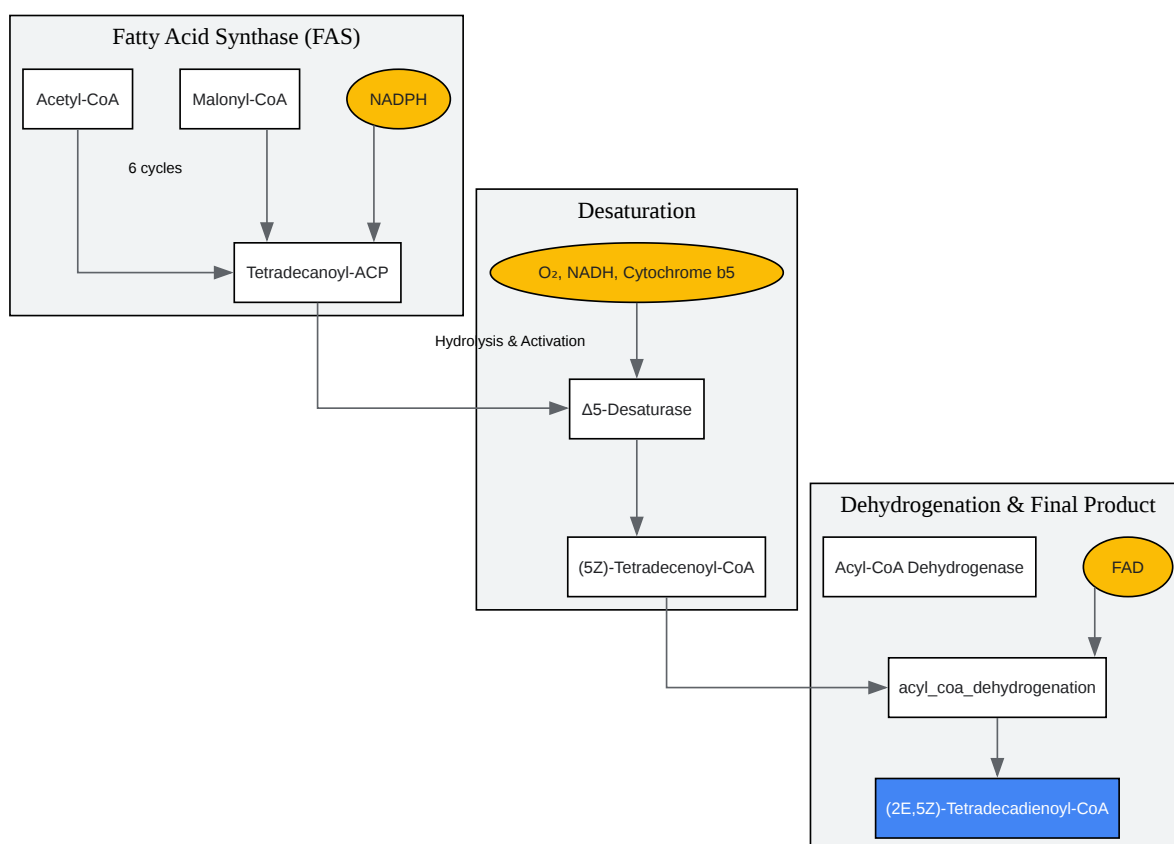 Fatty Acid Synthase (FAS)
Acetyl-CoA
Malonyl-CoA
NADPH
6 cycles
Tetradecanoyl-ACP
Desaturation
O₂, NADH, Cytochrome b5
Hydrolysis & Activation
Δ5-Desaturase
(5Z)-Tetradecenoyl-CoA
Dehydrogenation & Final Product
Acyl-CoA Dehydrogenase
FAD
acyl_coa_dehydrogenation
(2E,5Z)-Tetradecadienoyl-CoA